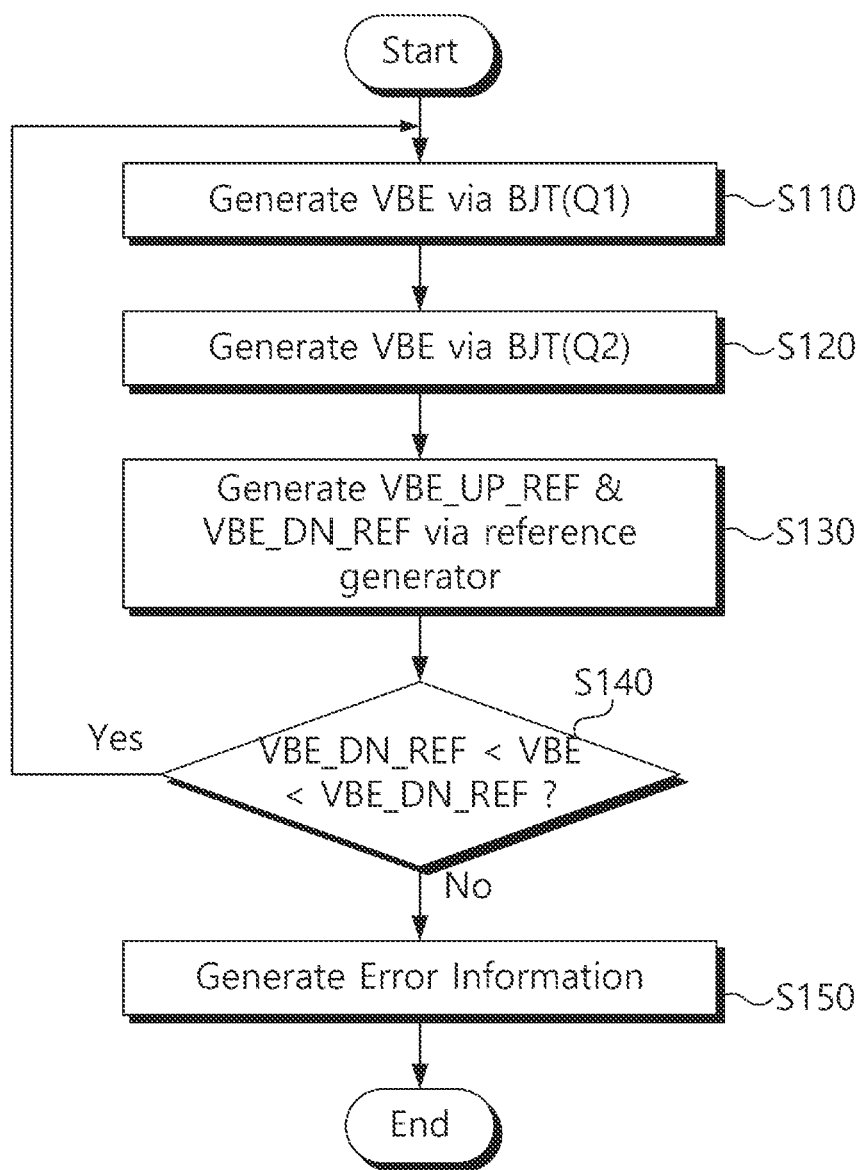 Start
Generate VBE via BJT(Q1)
S110
Generate VBE via BJT(Q2)
S120
Generate VBE_UP_REF &
VBE_DN_REF via reference
generator
S130
S140
Yes
VBE_DN_REF < VBE
< VBE_DN_REF ?
No
Generate Error Information
S150
End